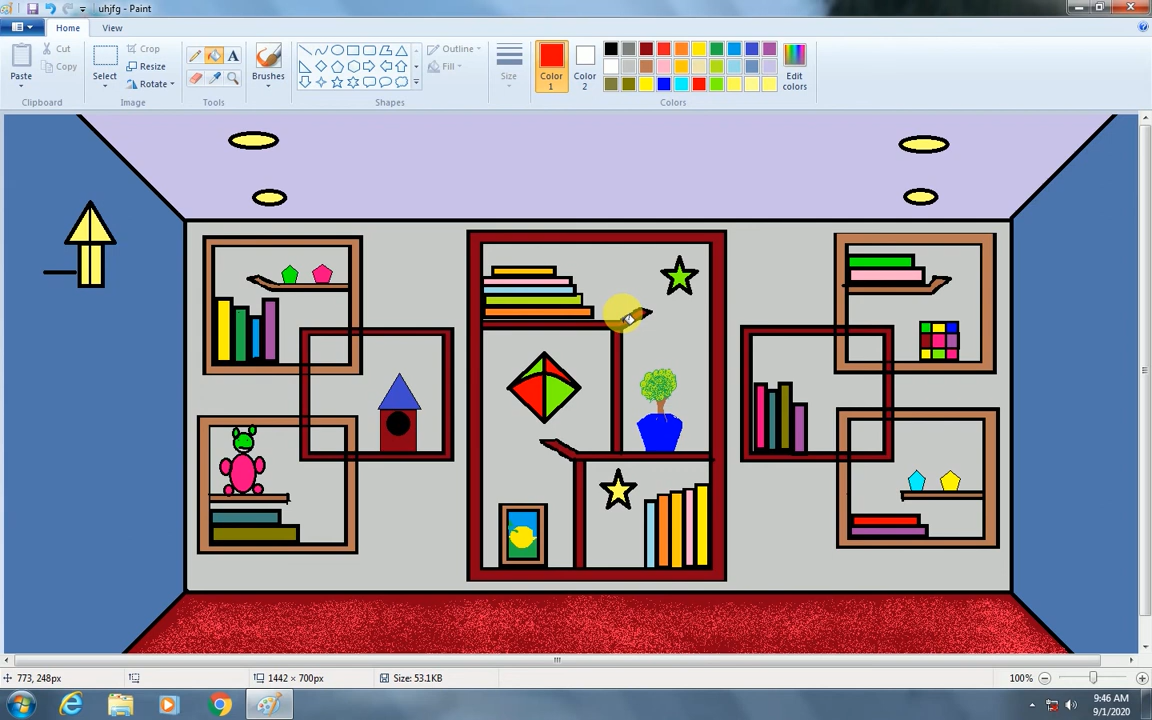 uhjfg - Paint
Home View
Cut
Copy
Paste
Clipboard
Select
Crop
Resize
Rotate
Image
A
Tools
Brushes
Outline
Fill
Shapes
Size
Color 1
Color 2
Edit colors
Colors
773, 248px
1442 × 700px
Size: 53.1KB
100%
9:46 AM
9/1/2020